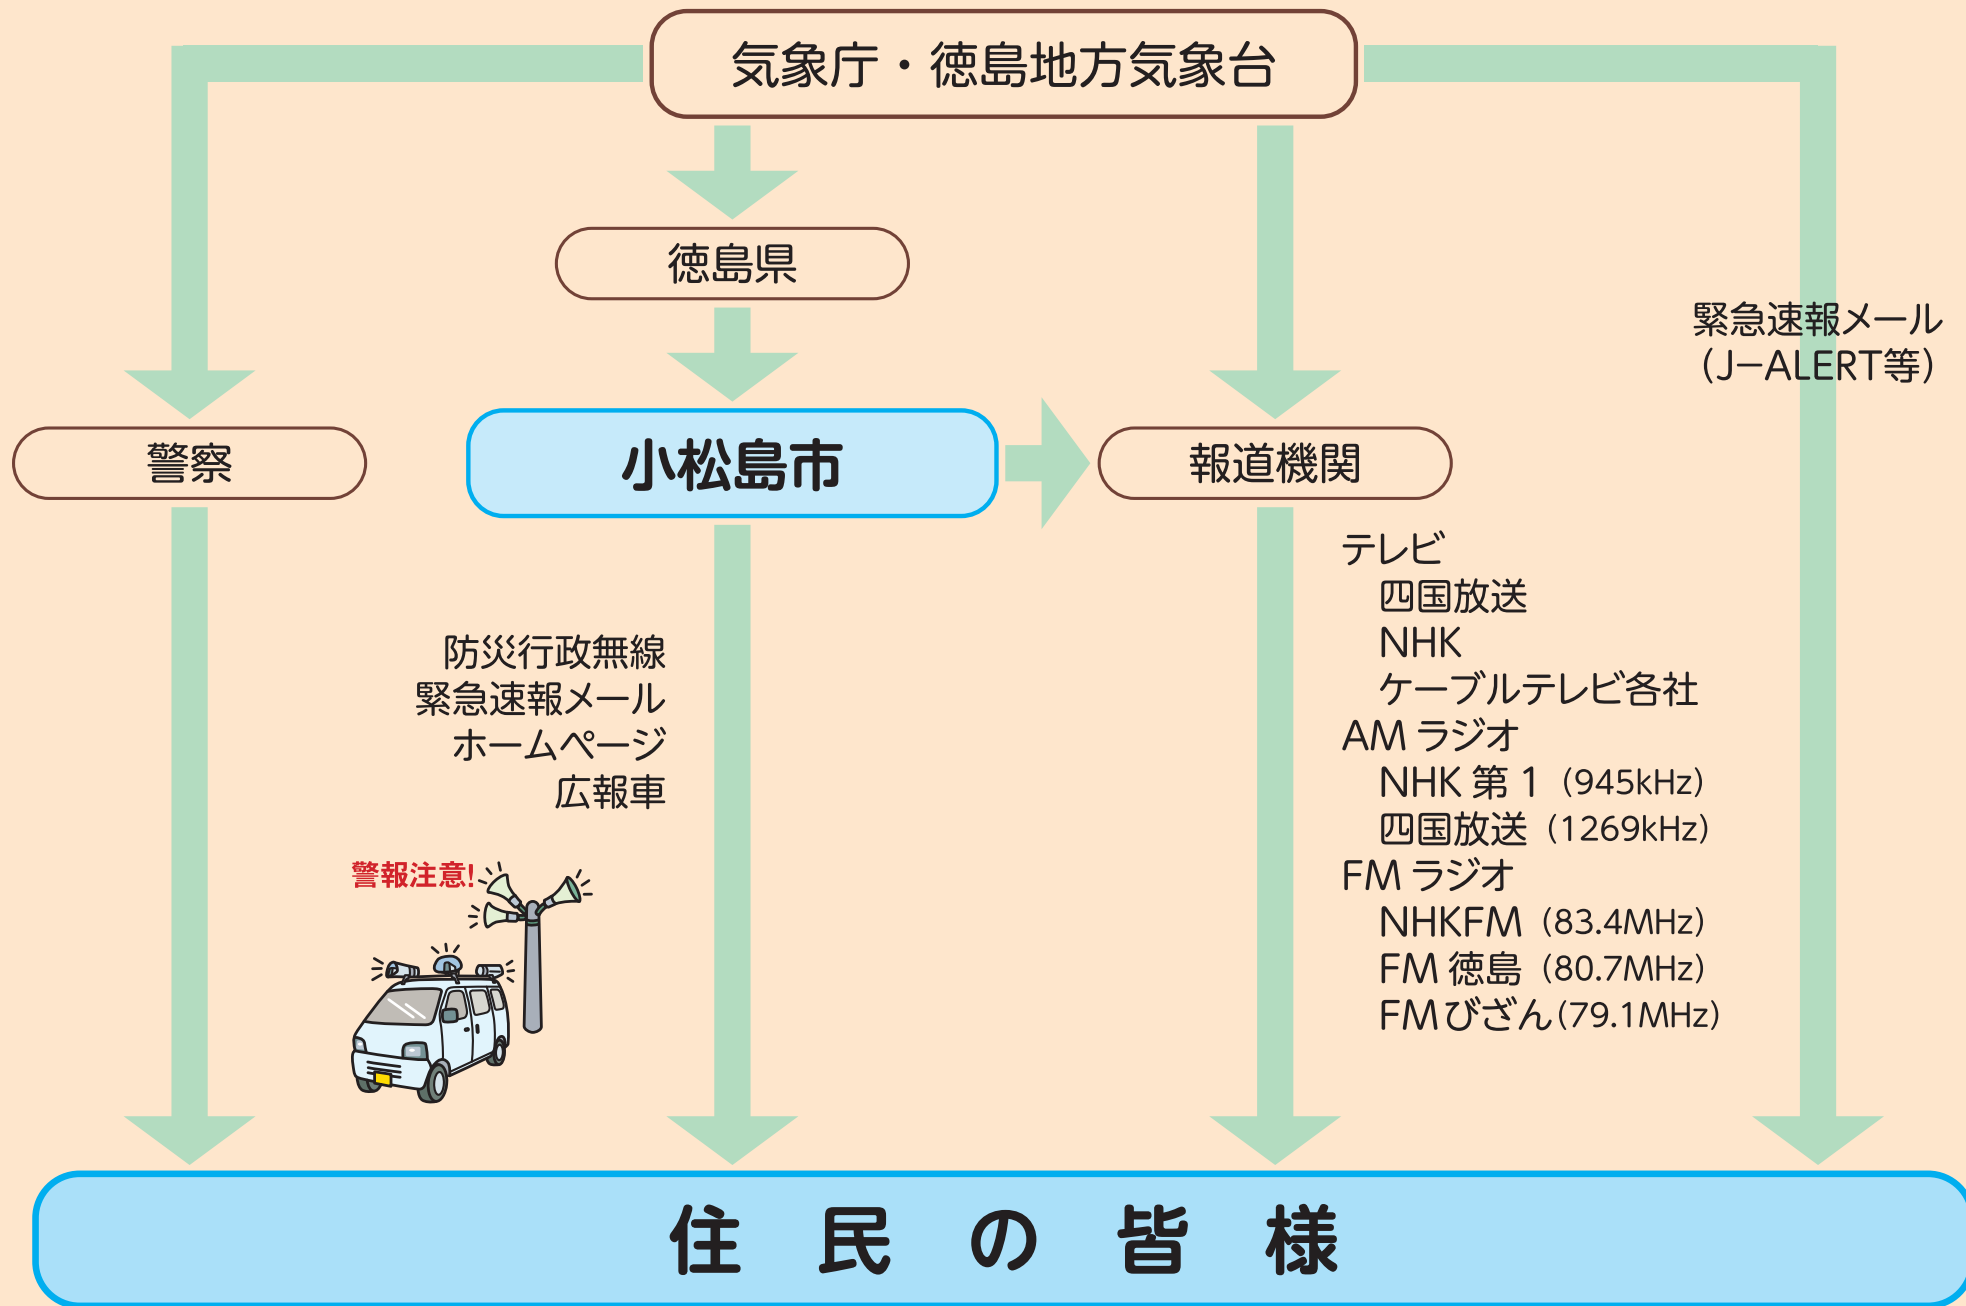 気象庁・徳島地方気象台
徳島県
緊急速報メール
（J－ALERT等）
警察
小松島市
報道機関
防災行政無線
緊急速報メール
ホームページ
広報車
テレビ
四国放送
NHK
ケーブルテレビ各社
AM ラジオ
NHK 第 1（945kHz）
四国放送（1269kHz）
FM ラジオ
NHKFM（83.4MHz）
FM 徳島（80.7MHz）
FM びざん（79.1MHz）
警報注意!
住民の皆様